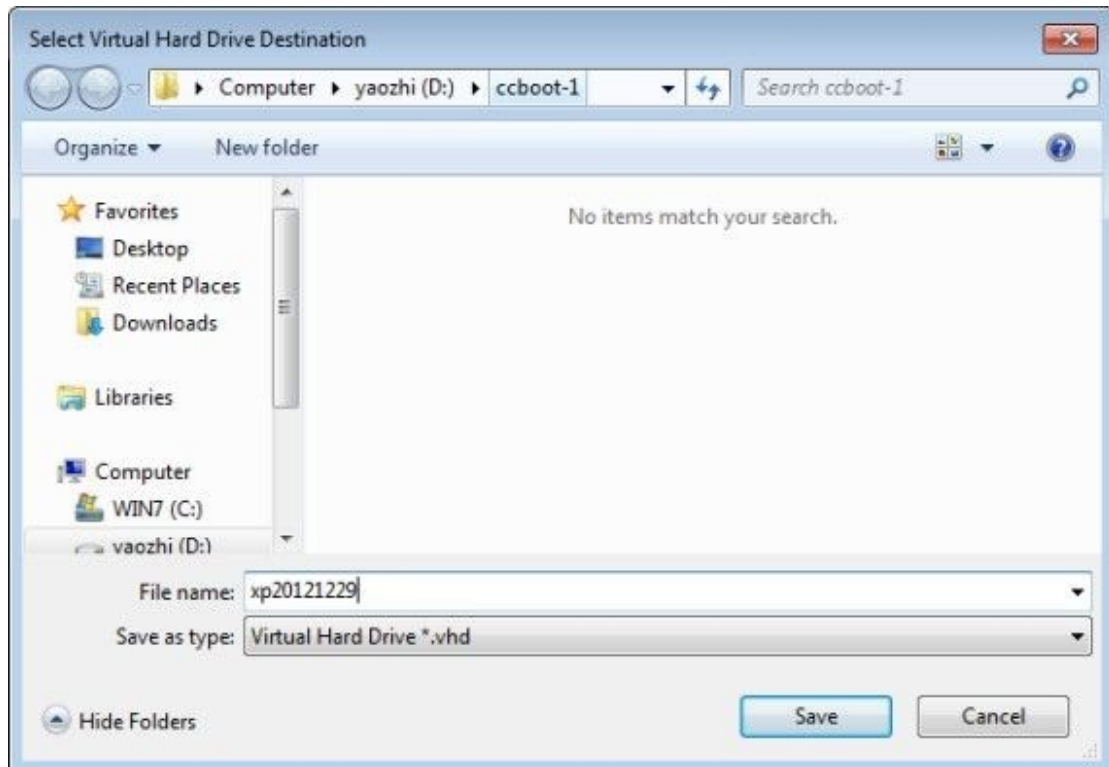 Select Virtual Hard Drive Destination
Computer yaozhi (D:) ccboot-1 Search ccboot-1
Organize New folder
Favorites
Desktop
Recent Places
Downloads
Libraries
Computer
WIN7 (C:)
yaozhi (D:)
No items match your search.
File name: xp20121229
Save as type: Virtual Hard Drive *.vhd
Hide Folders Save Cancel